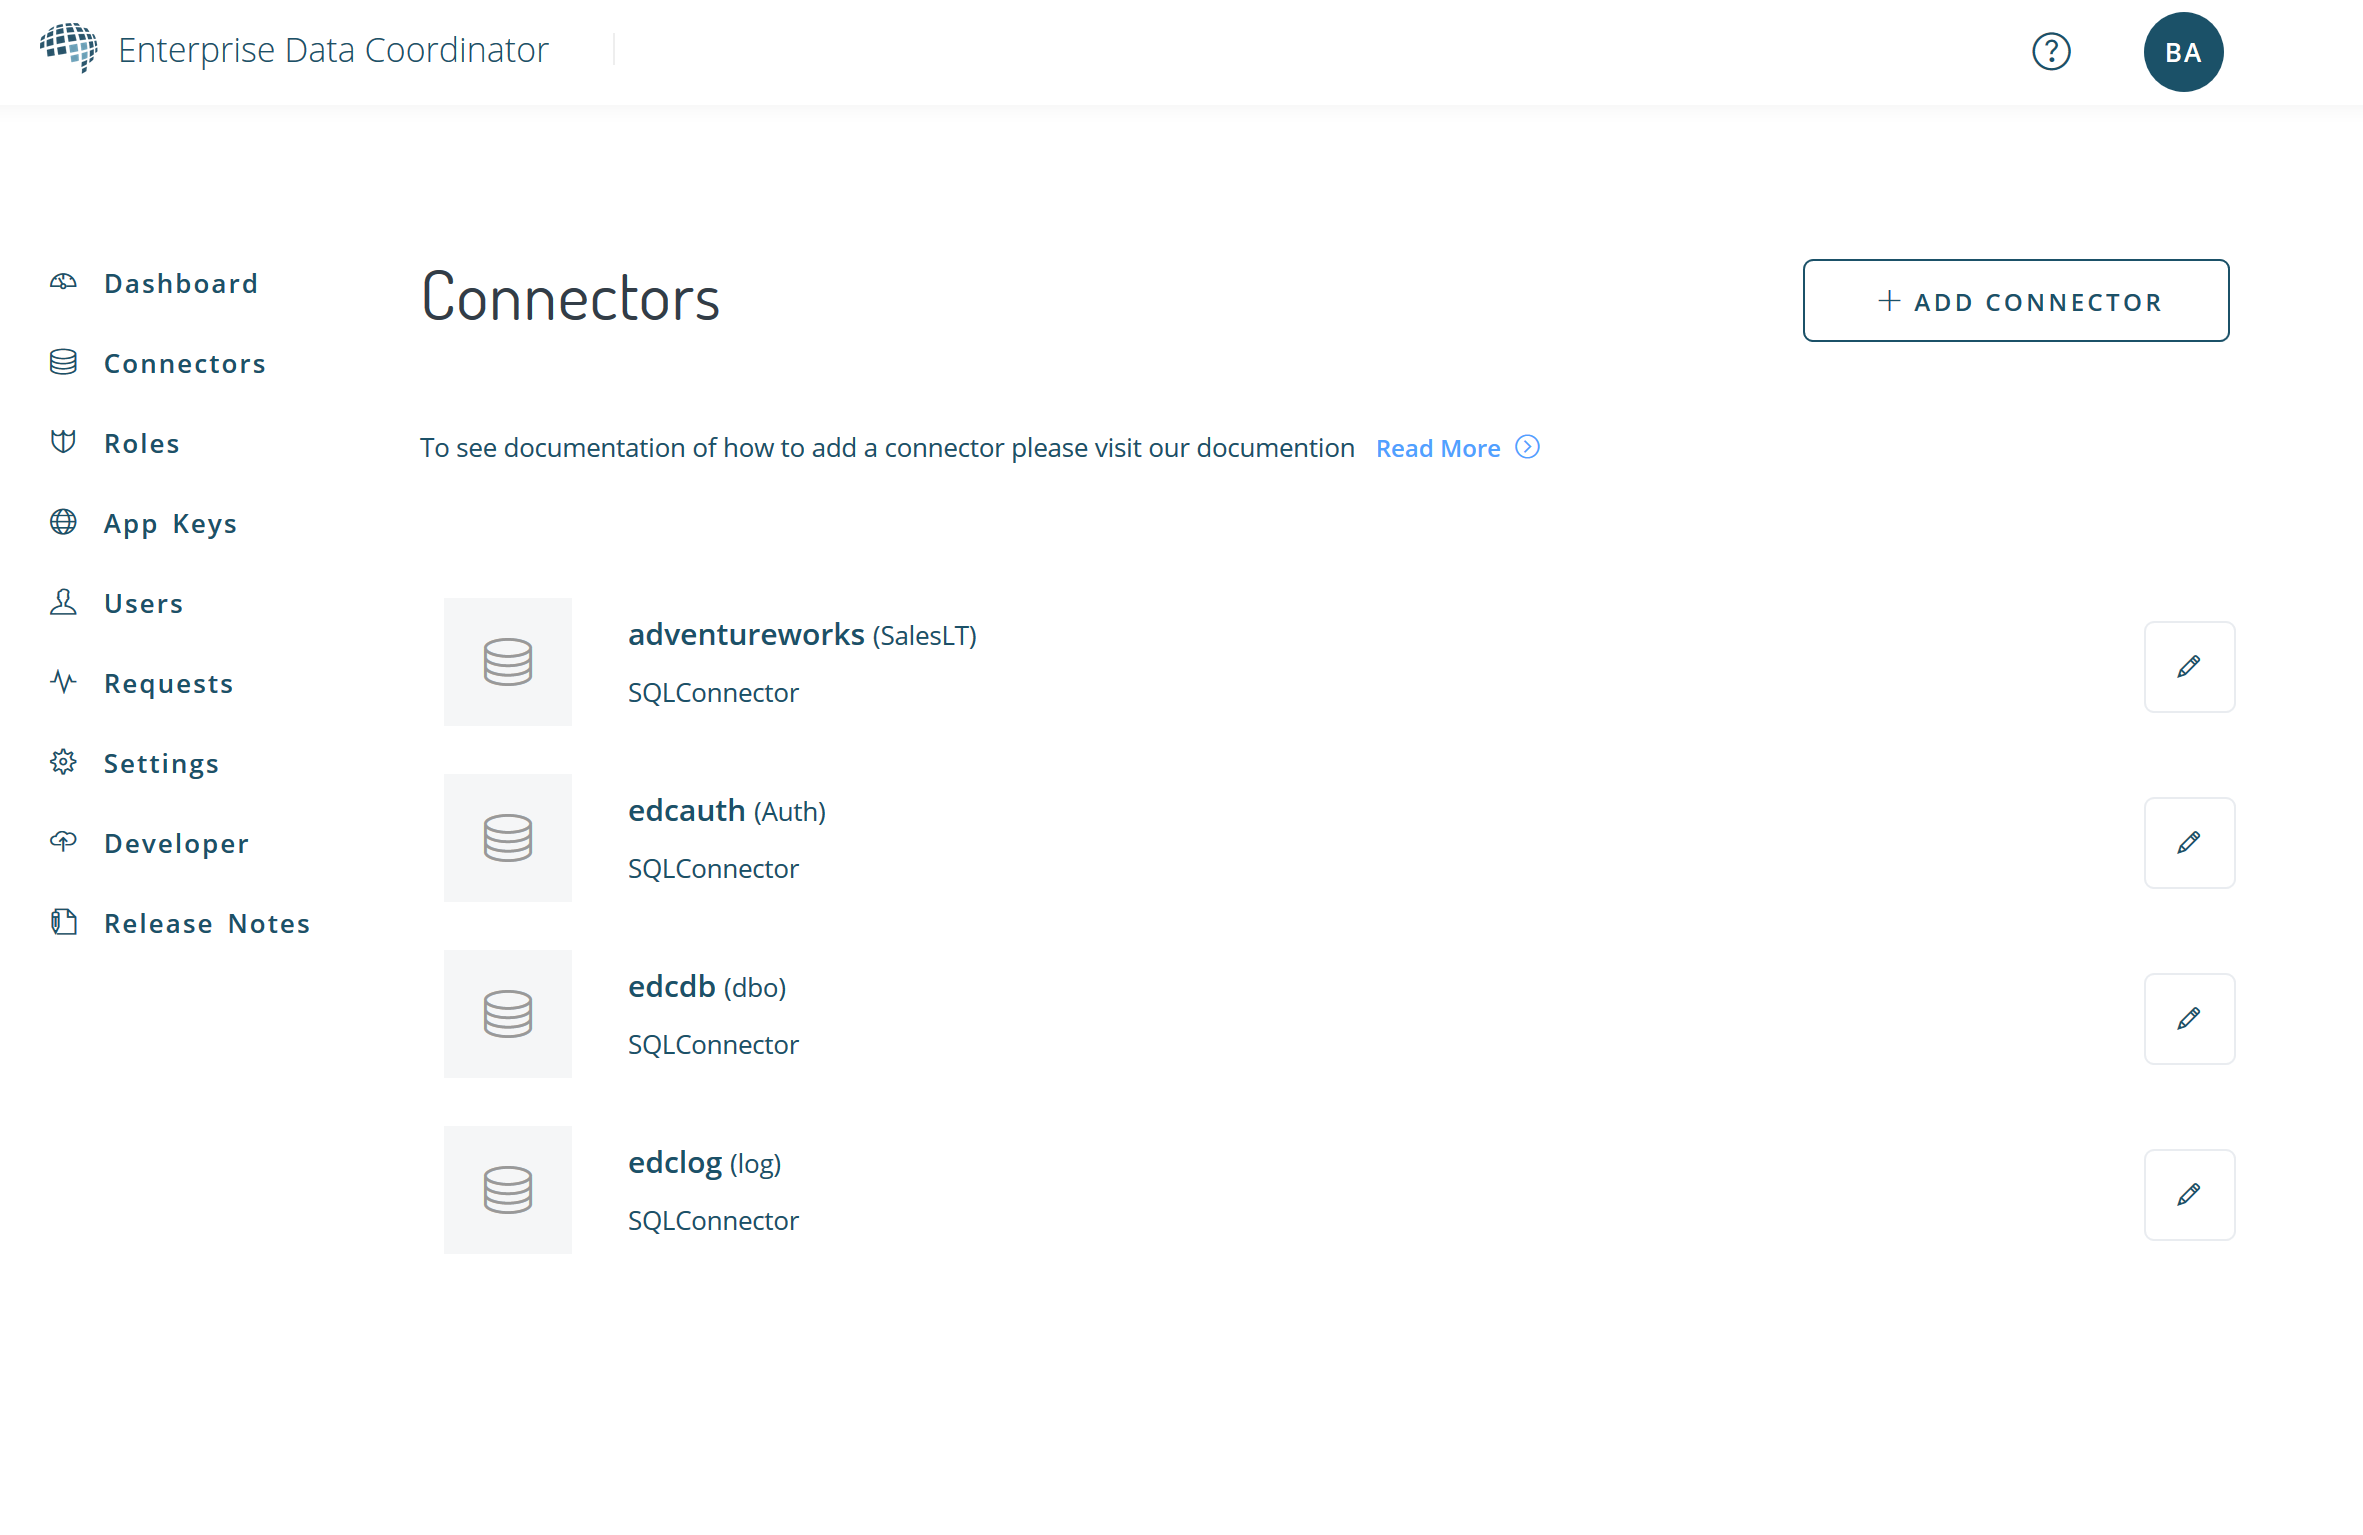 Enterprise Data Coordinator
BA
Dashboard
Connectors
Roles
App Keys
Users
Requests
Settings
Developer
Release Notes
Connectors
ADD CONNECTOR
To see documentation of how to add a connector please visit our documention Read More
adventureworks (SalesLT)
SQLConnector
edcauth (Auth)
SQLConnector
edcdb (dbo)
SQLConnector
edclog (log)
SQLConnector